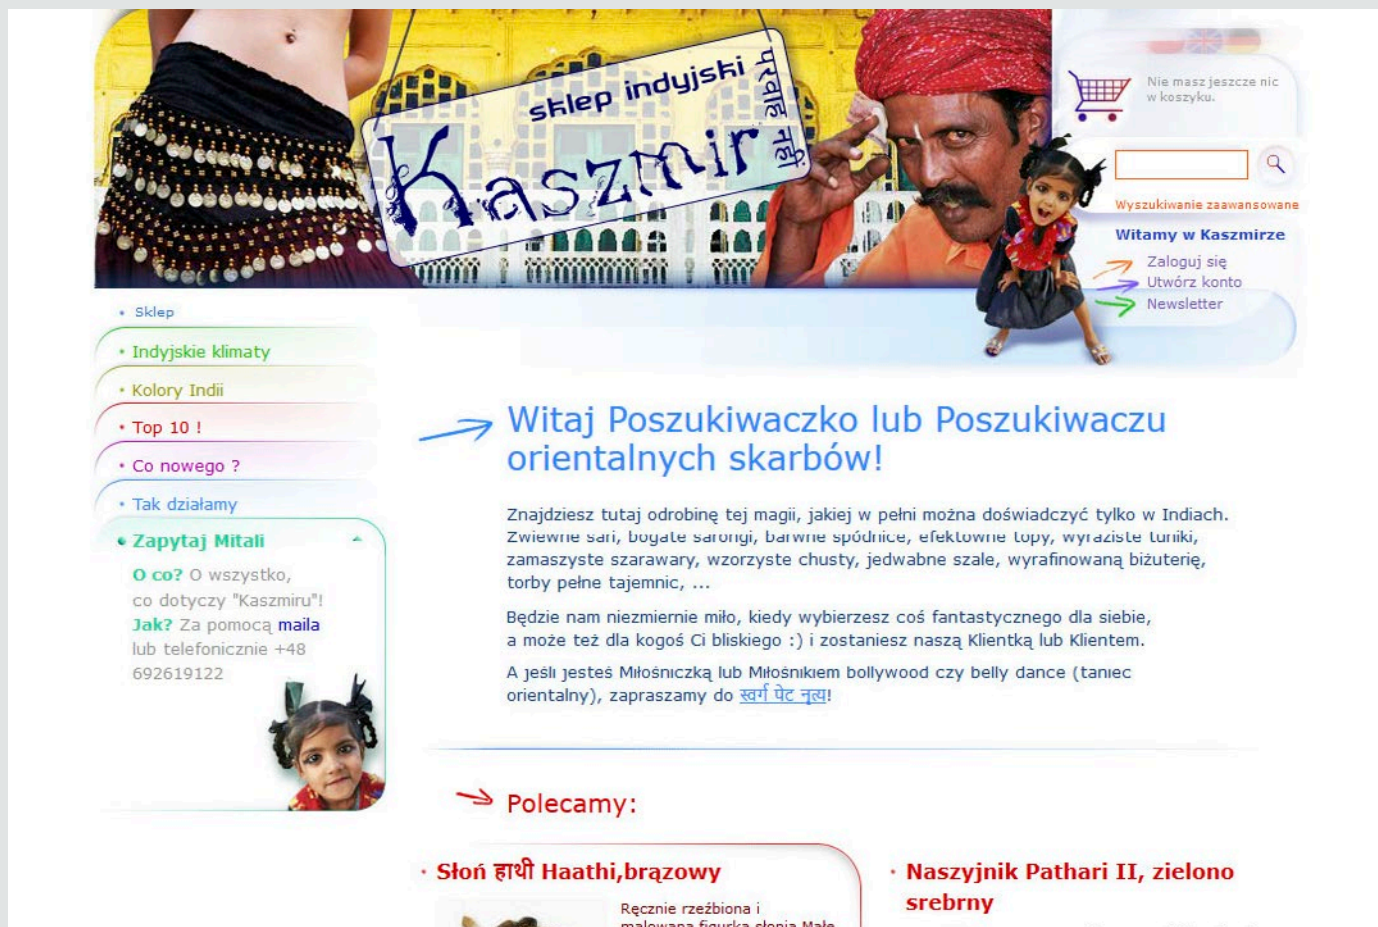 sklep indyjski
Kaszmir
परवाह नहीं
Nie masz jeszcze nic
w koszyku.
Wyszukiwanie zaawansowane
Witamy w Kaszmirze
Zaloguj się
Utwórz konto
Newsletter
Sklep
Indyjskie klimaty
Kolory Indii
Top 10 !
Co nowego ?
Tak działamy
Zapytaj Mitali
O co? O wszystko,
co dotyczy "Kaszmiru"!
Jak? Za pomocą maila
lub telefonicznie +48
692619122
Witaj Poszukiwaczko lub Poszukiwaczu
orientalnych skarbów!
Znajdziesz tutaj odrobinę tej magii, jakiej w pełni można doświadczyć tylko w Indiach.
Zwiewne sari, bogate sarongi, barwne spódnice, efektowne topy, wyraziste tuniki,
zamaszyste szarawary, wzorzyste chusty, jedwabne szale, wyrafinowaną biżuterię,
torby pełne tajemnic, ...
Będzie nam niezmiernie miło, kiedy wybierzesz coś fantastycznego dla siebie,
a może też dla kogoś Ci bliskiego :) i zostaniesz naszą Klientką lub Klientem.
A jeśli jesteś Miłośniczką lub Miłośnikiem bollywood czy belly dance (taniec
orientalny), zapraszamy do स्वर्ग पेट नृत्य!
Polecamy:
Słoń हाथी Haathi,brązowy
Ręcznie rzeźbiona i
malowana figurka słonia Małe
Naszyjnik Pathari II, zielono
srebrny